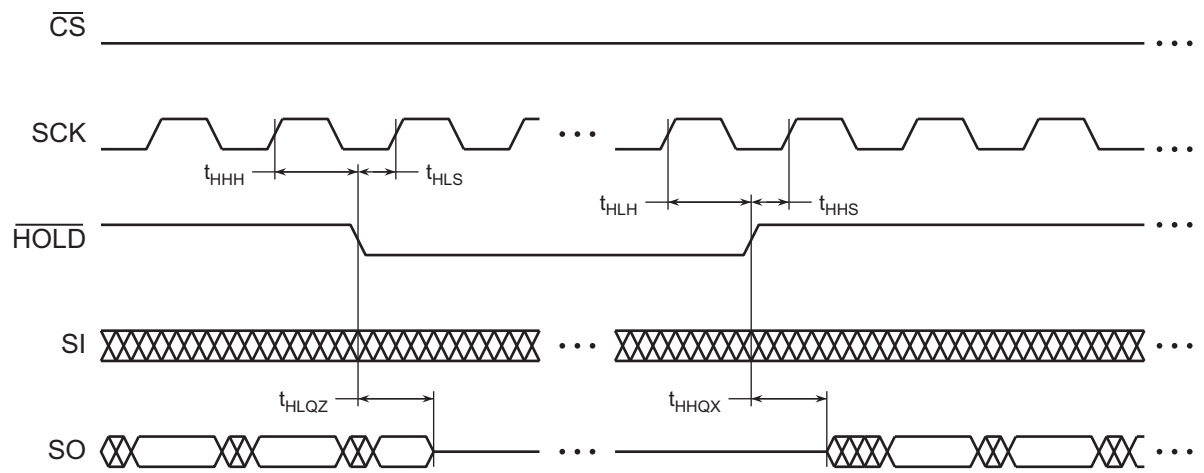 CS
SCK
tHHH
tHLS
tHLH
tHHS
HOLD
SI
tHLQZ
tHHQX
SO